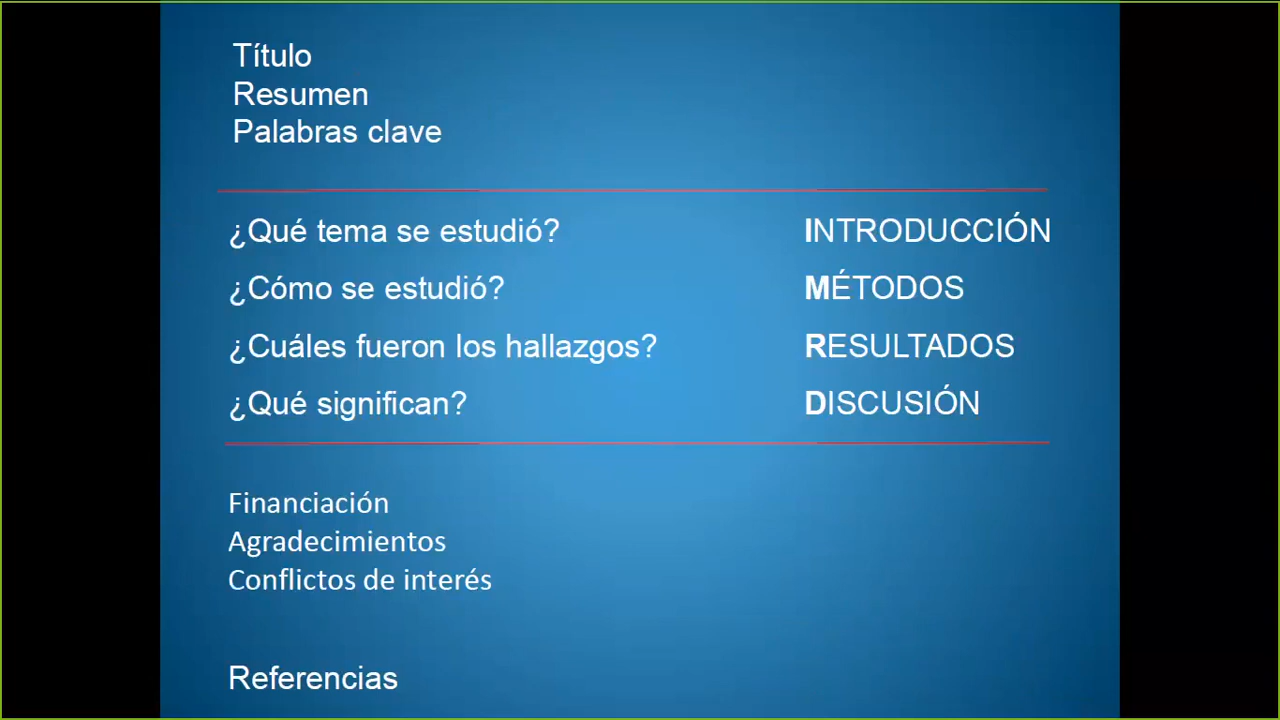 Título
Resumen
Palabras clave
¿Qué tema se estudió? INTRODUCCIÓN
¿Cómo se estudió? MÉTODOS
¿Cuáles fueron los hallazgos? RESULTADOS
¿Qué significan? DISCUSIÓN
Financiación
Agradecimientos
Conflictos de interés
Referencias